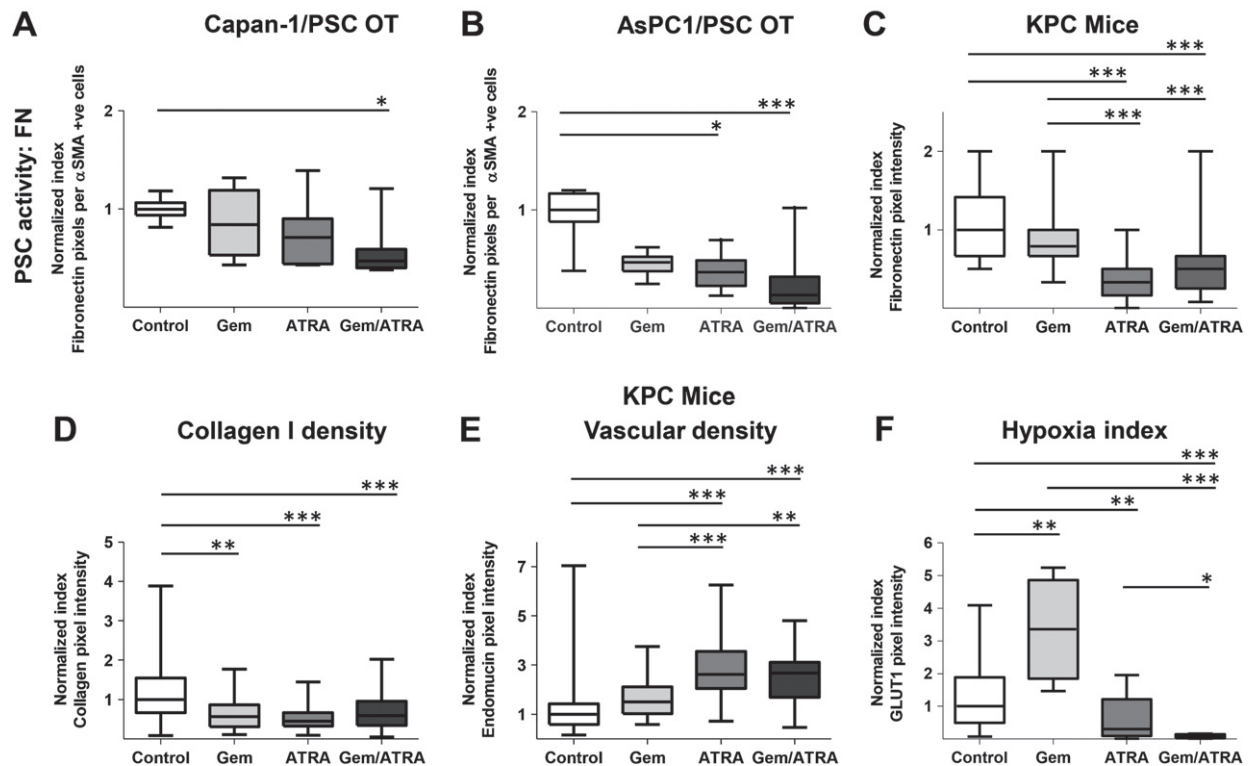 A
Capan-1/PSC OT
PSC activity: FN
Normalized index
Fibronectin pixels per αSMA +ve cells
2
1
*
Control
Gem
ATRA
Gem/ATRA
B
AsPC1/PSC OT
Normalized index
Fibronectin pixels per αSMA +ve cells
2
1
***
*
Control
Gem
ATRA
Gem/ATRA
C
KPC Mice
Normalized index
Fibronectin pixel intensity
2
1
***
***
***
***
Control
Gem
ATRA
Gem/ATRA
KPC Mice
D
Collagen I density
Normalized index
Collagen pixel intensity
5
4
3
2
1
***
***
**
Control
Gem
ATRA
Gem/ATRA
E
Vascular density
Normalized index
Endomucin pixel intensity
7
5
3
1
***
***
**
***
Control
Gem
ATRA
Gem/ATRA
F
Hypoxia index
Normalized index
GLUT1 pixel intensity
6
5
4
3
2
1
0
***
***
**
**
*
Control
Gem
ATRA
Gem/ATRA